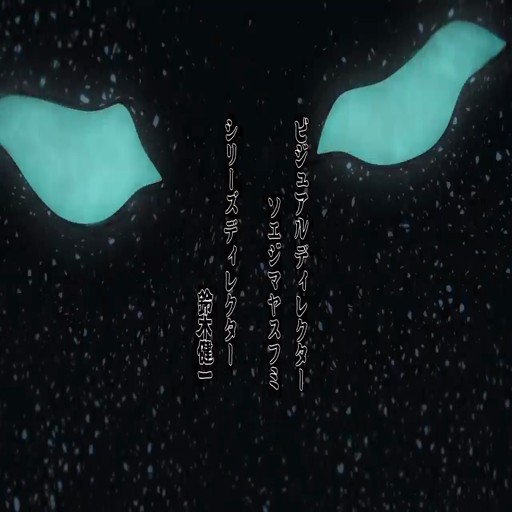 ビジュアルディレクター
ソエジマヤスフミ
シリーズディレクター
鈴木健一